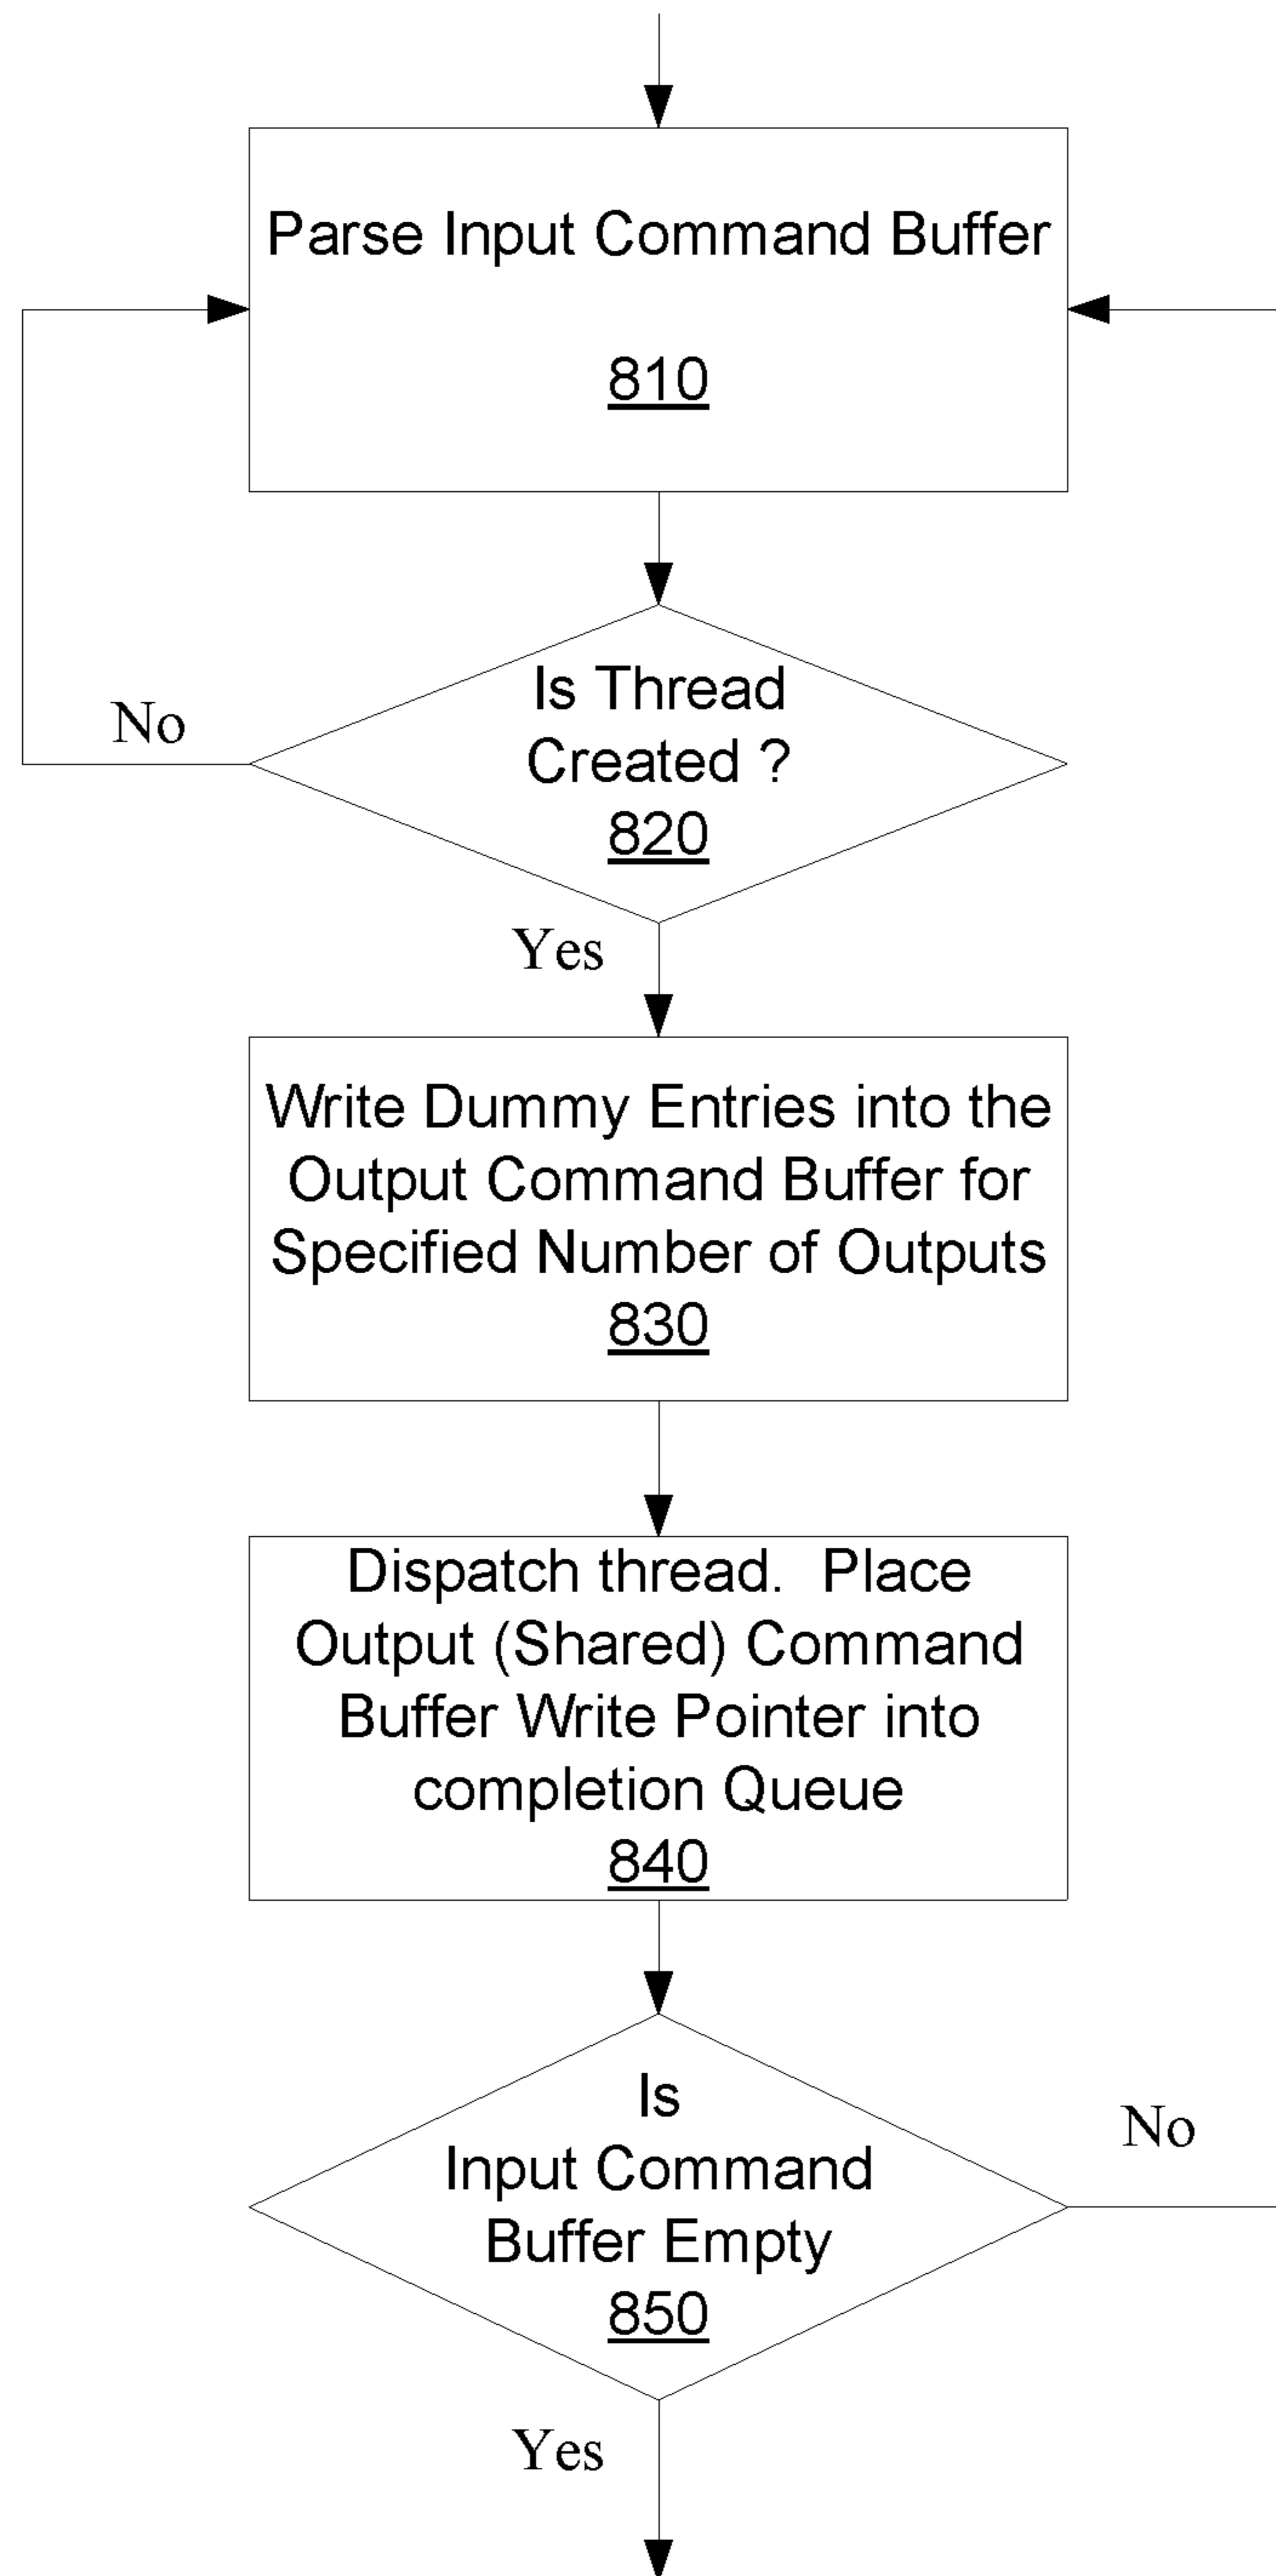 Parse Input Command Buffer
810
Is Thread
Created ?
820
No
Yes
Write Dummy Entries into the
Output Command Buffer for
Specified Number of Outputs
830
Dispatch thread.  Place
Output (Shared) Command
Buffer Write Pointer into
completion Queue
840
Is
Input Command
Buffer Empty
850
No
Yes